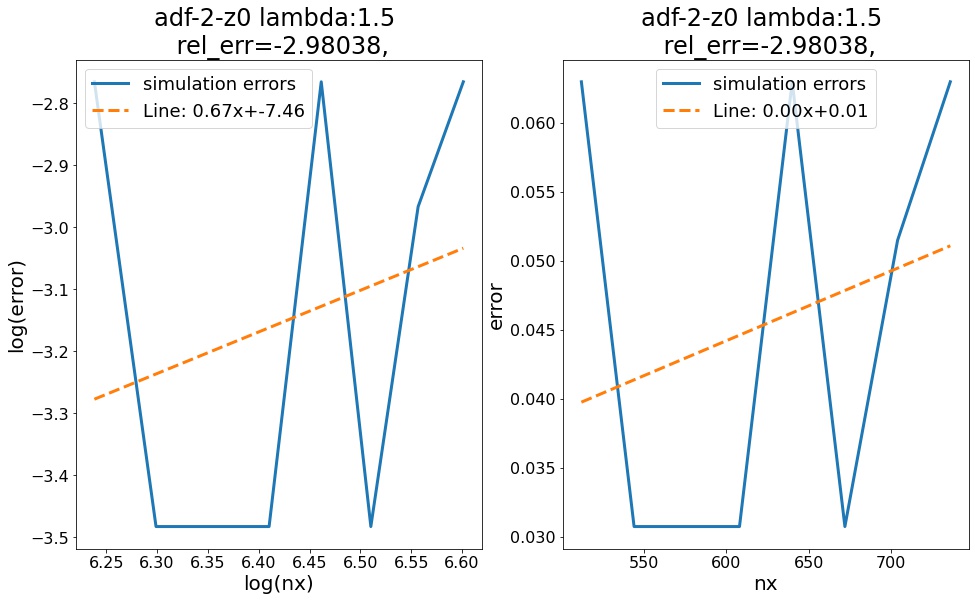 adf-2-z0 lambda:1.5
rel_err=-2.98038,
simulation errors
Line: 0.67x+-7.46
log(error)
−2.8
−2.9
−3.0
−3.1
−3.2
−3.3
−3.4
−3.5
6.25 6.30 6.35 6.40 6.45 6.50 6.55 6.60
log(nx)
adf-2-z0 lambda:1.5
rel_err=-2.98038,
simulation errors
Line: 0.00x+0.01
error
0.060
0.055
0.050
0.045
0.040
0.035
0.030
550 600 650 700
nx